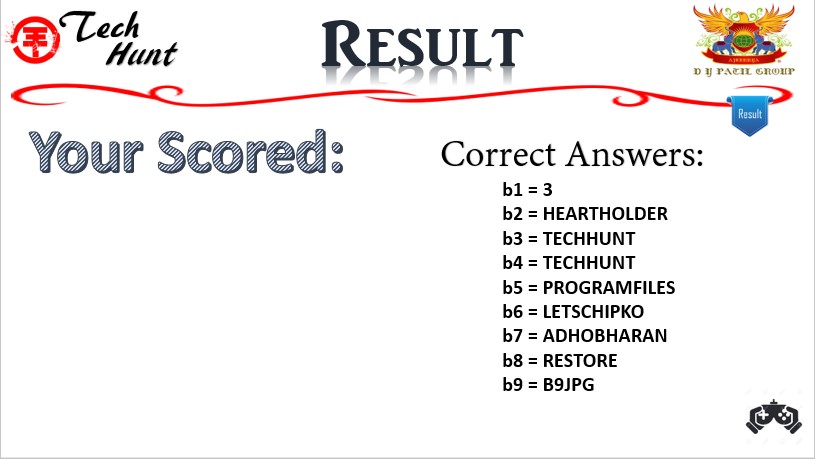 Tech
Hunt
RESULT
AJEENKYA
D Y PATIL GROUP
Result
Your Scored:
Correct Answers:
b1 = 3
b2 = HEARTHOLDER
b3 = TECHHUNT
b4 = TECHHUNT
b5 = PROGRAMFILES
b6 = LETSCHIPKO
b7 = ADHOBHARAN
b8 = RESTORE
b9 = B9JPG